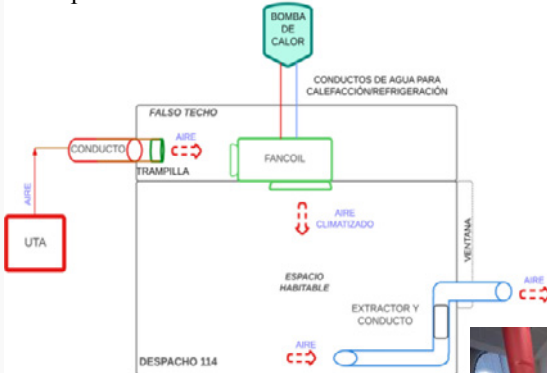 BOMBA
DE
CALOR
CONDUCTOS DE AGUA PARA
CALEFACCIÓN/REFRIGERACIÓN
FALSO TECHO
CONDUCTO
AIRE
FANCOIL
TRAMPILLA
AIRE
UTA
AIRE
CLIMATIZADO
VENTANA
ESPACIO
HABITABLE
AIRE
EXTRACTOR Y
CONDUCTO
AIRE
DESPACHO 114